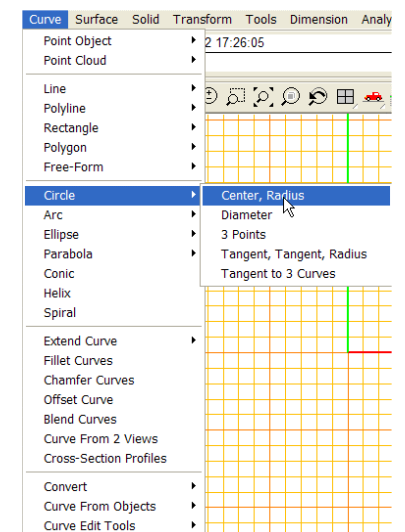 Curve Surface Solid Transform Tools Dimension Analy
2 17:26:05
Point Object
Point Cloud
Line
Polyline
Rectangle
Polygon
Free-Form
Circle
Center, Radius
Arc
Diameter
Ellipse
3 Points
Parabola
Tangent, Tangent, Radius
Conic
Tangent to 3 Curves
Helix
Spiral
Extend Curve
Fillet Curves
Chamfer Curves
Offset Curve
Blend Curves
Curve From 2 Views
Cross-Section Profiles
Convert
Curve From Objects
Curve Edit Tools